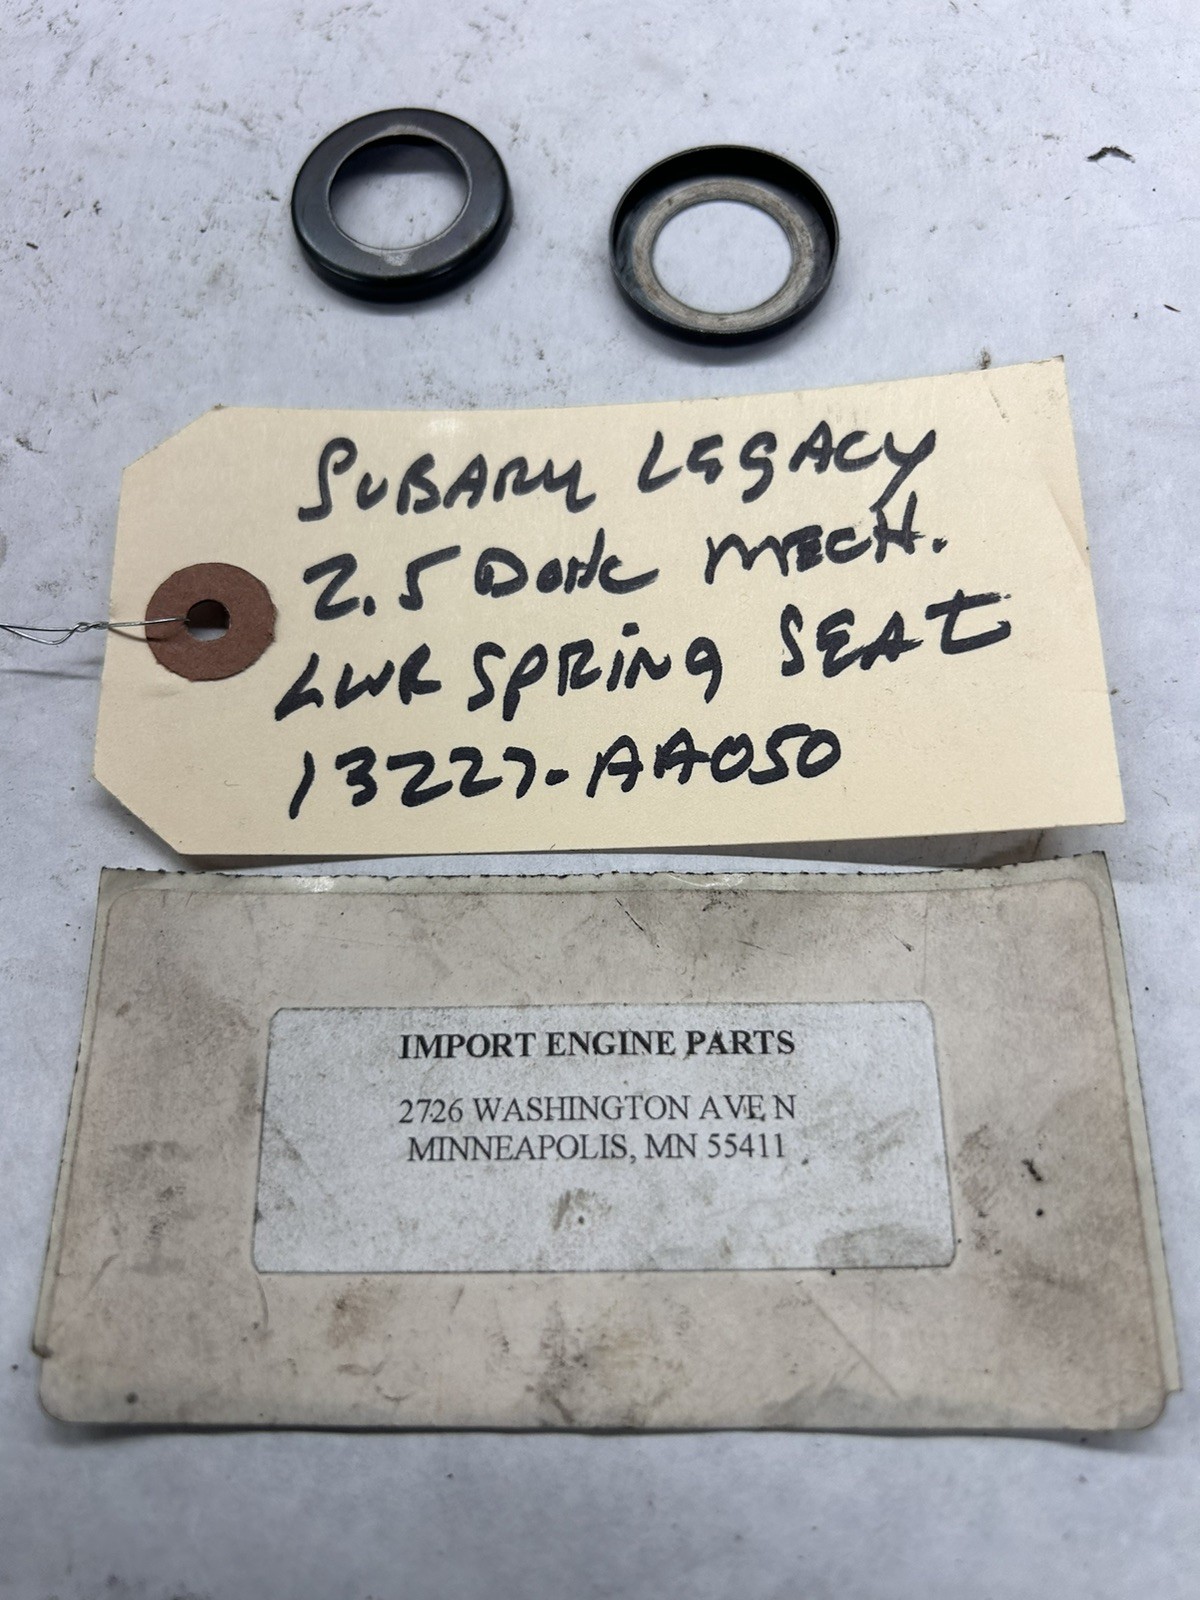 SUBARU LEGACY
2.5 DOHC MECH.
LWR SPRING SEAT
13227-AA050
IMPORT ENGINE PARTS
2726 WASHINGTON AVE N
MINNEAPOLIS, MN 55411